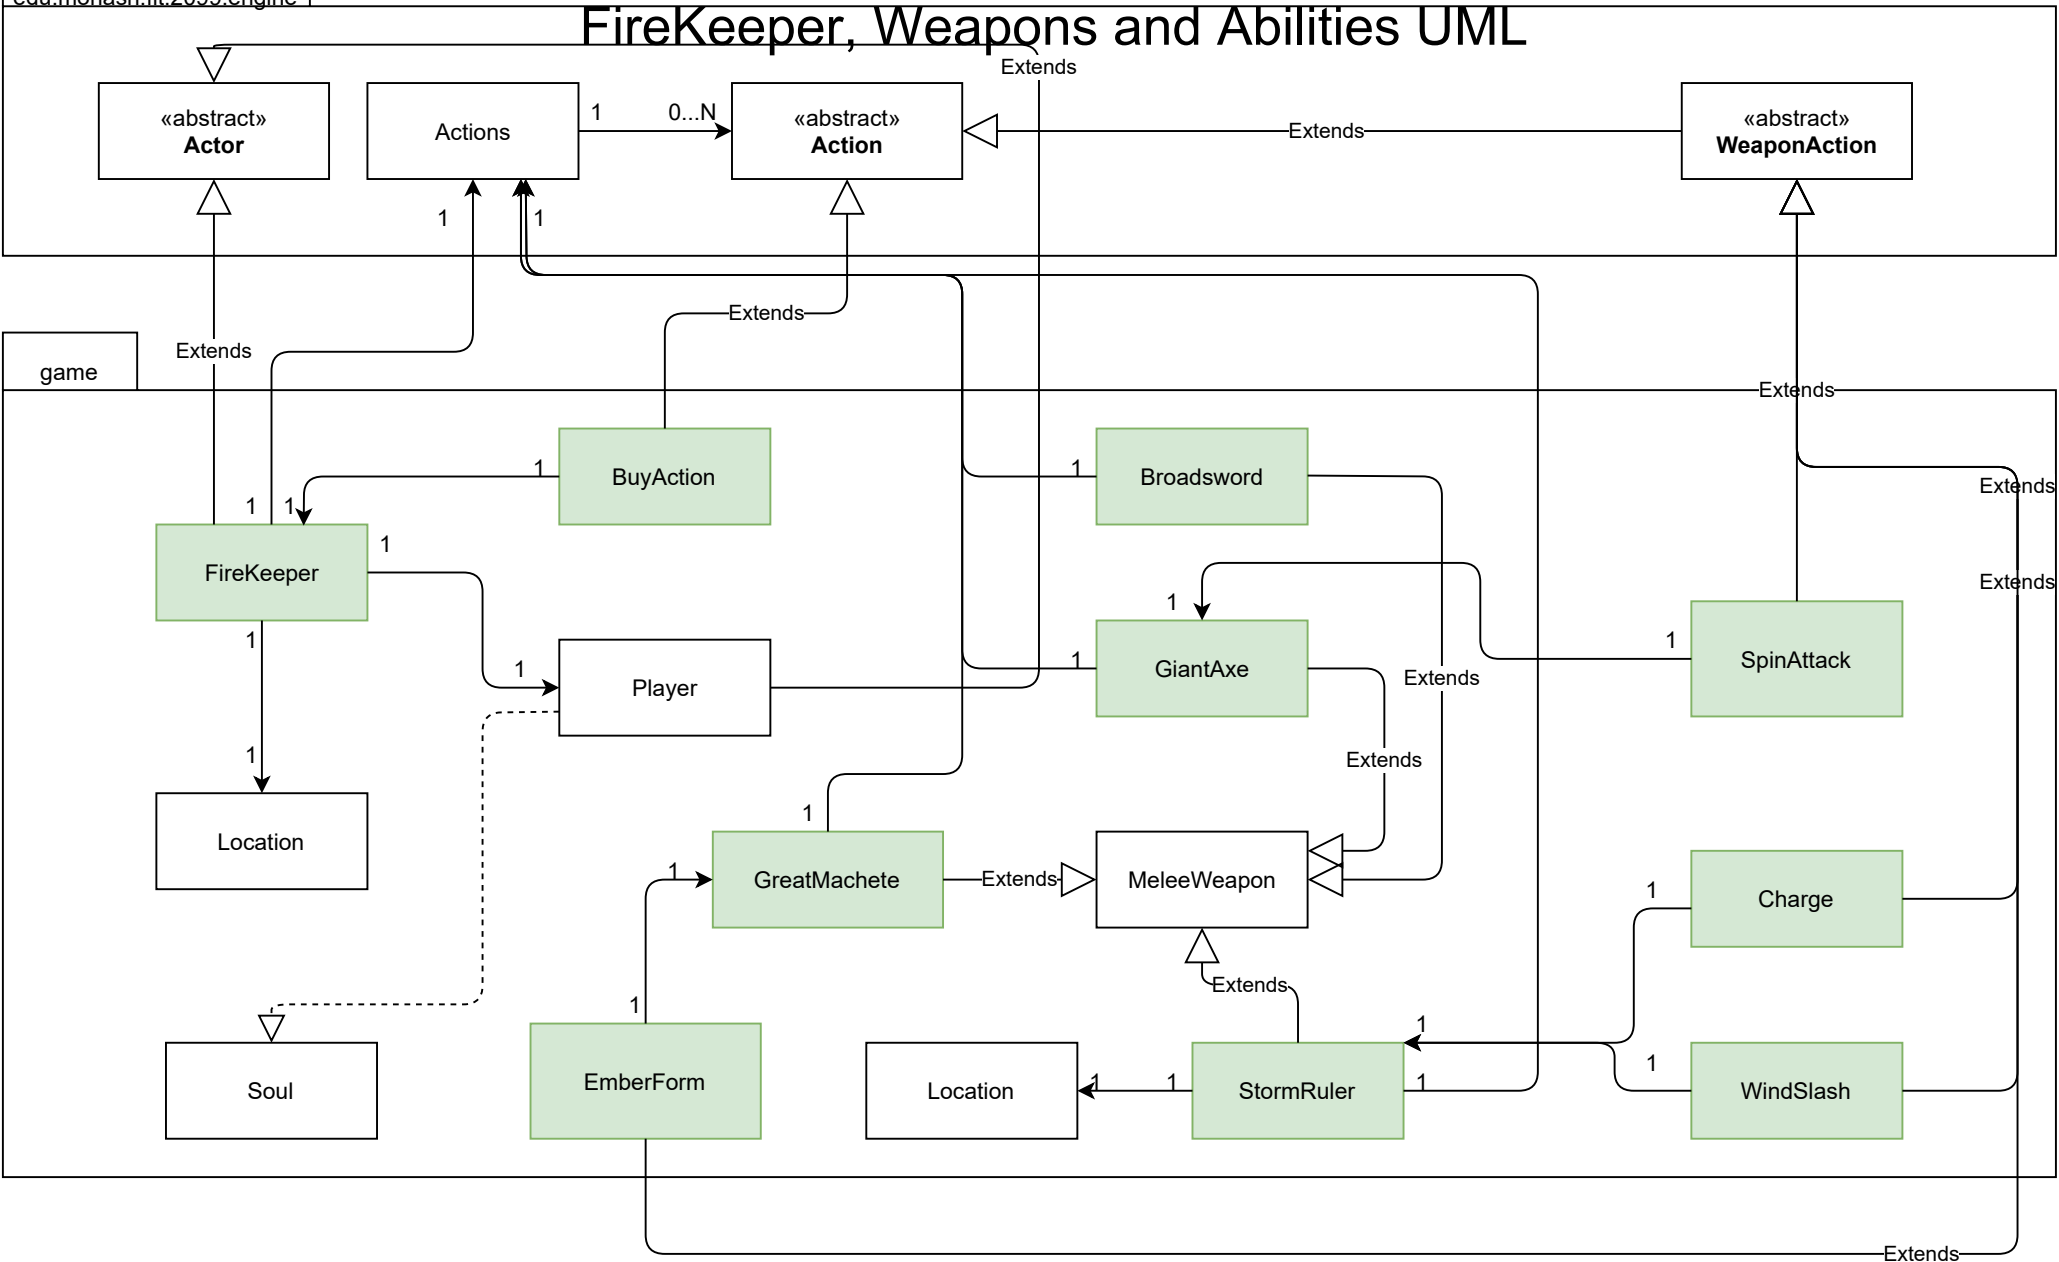 edu.monash.fit.2099.engine
FireKeeper, Weapons and Abilities UML
Extends
«abstract»
Actor
Actions
1
0...N
«abstract»
Action
Extends
«abstract»
WeaponAction
1
1
Extends
Extends
game
Extends
BuyAction
1
Broadsword
1
Extends
1
1
FireKeeper
1
Extends
1
1
1
GiantAxe
1
SpinAttack
1
Player
1
Extends
1
Extends
Location
1
1
GreatMachete
Extends
MeleeWeapon
1
Charge
Extends
1
1
EmberForm
Soul
Location
1
1
StormRuler
1
1
WindSlash
Extends